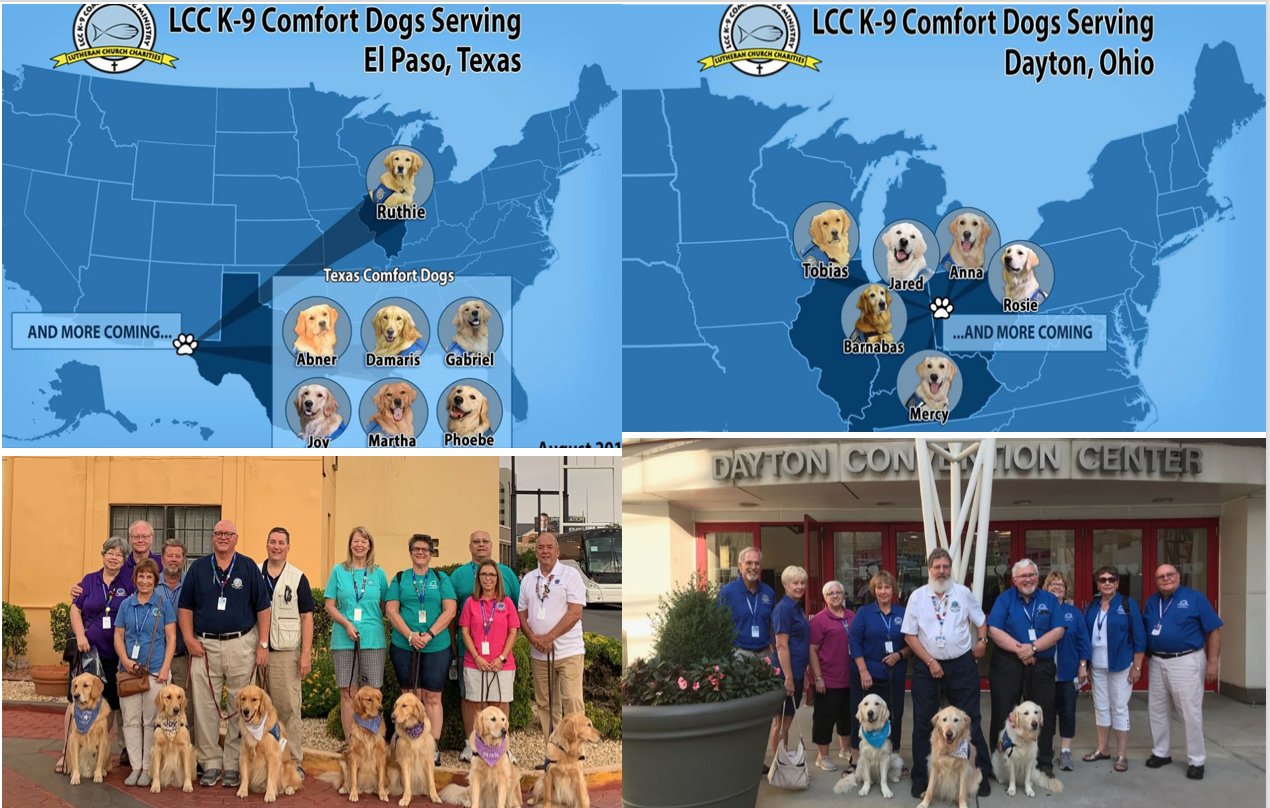 LUTHERAN CHURCH CHARITIES
LCC K-9 Comfort Dogs Serving
El Paso, Texas
Ruthie
Texas Comfort Dogs
AND MORE COMING...
Abner
Damaris
Gabriel
Joy
Martha
Phoebe
LUTHERAN CHURCH CHARITIES
LCC K-9 Comfort Dogs Serving
Dayton, Ohio
Tobias
Jared
Anna
Rosie
Barnabas
...AND MORE COMING
Mercy
DAYTON CONVENTION CENTER